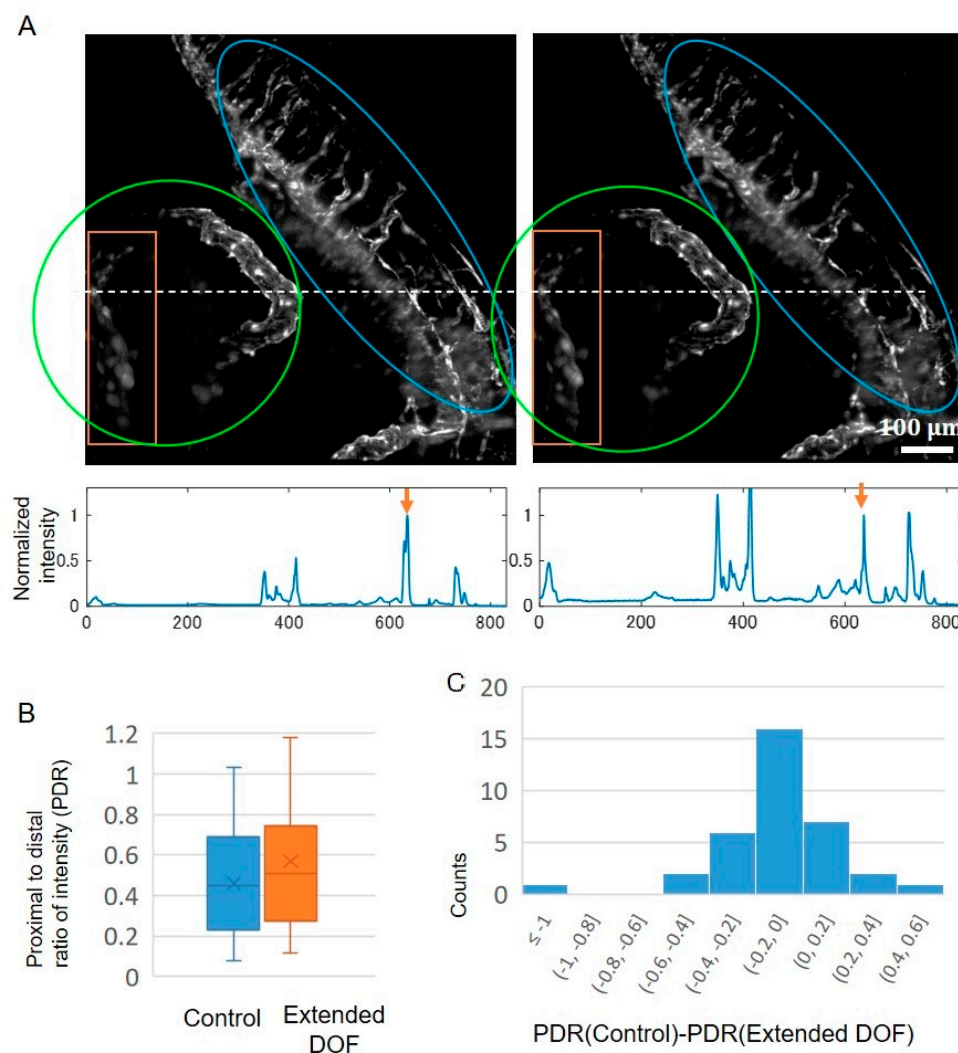 A
100 μm
Normalized
intensity
1
0.5
0
0 200 400 600 800
1
0.5
0
0 200 400 600 800
B
Proximal to distal
ratio of intensity (PDR)
1.2
1
0.8
0.6
0.4
0.2
0
Control
Extended
DOF
C
Counts
20
15
10
5
0
≤ -1
(-1, -0.8]
(-0.8, -0.6]
(-0.6, -0.4]
(-0.4, -0.2]
(-0.2, 0]
(0, 0.2]
(0.2, 0.4]
(0.4, 0.6]
PDR(Control)-PDR(Extended DOF)